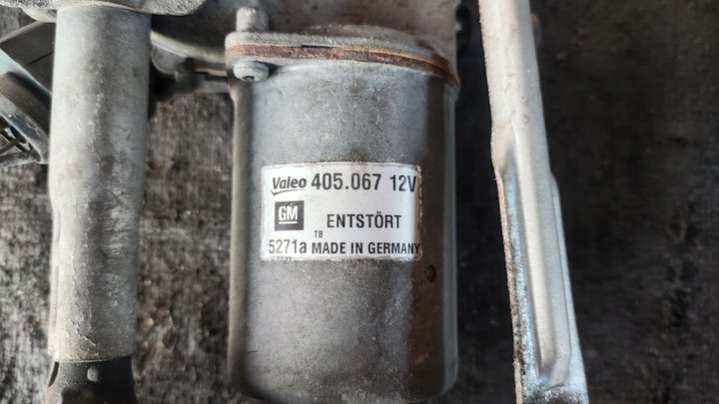 Valeo 405.067 12V
GM ENTSTÖRT
TB
5271a MADE IN GERMANY